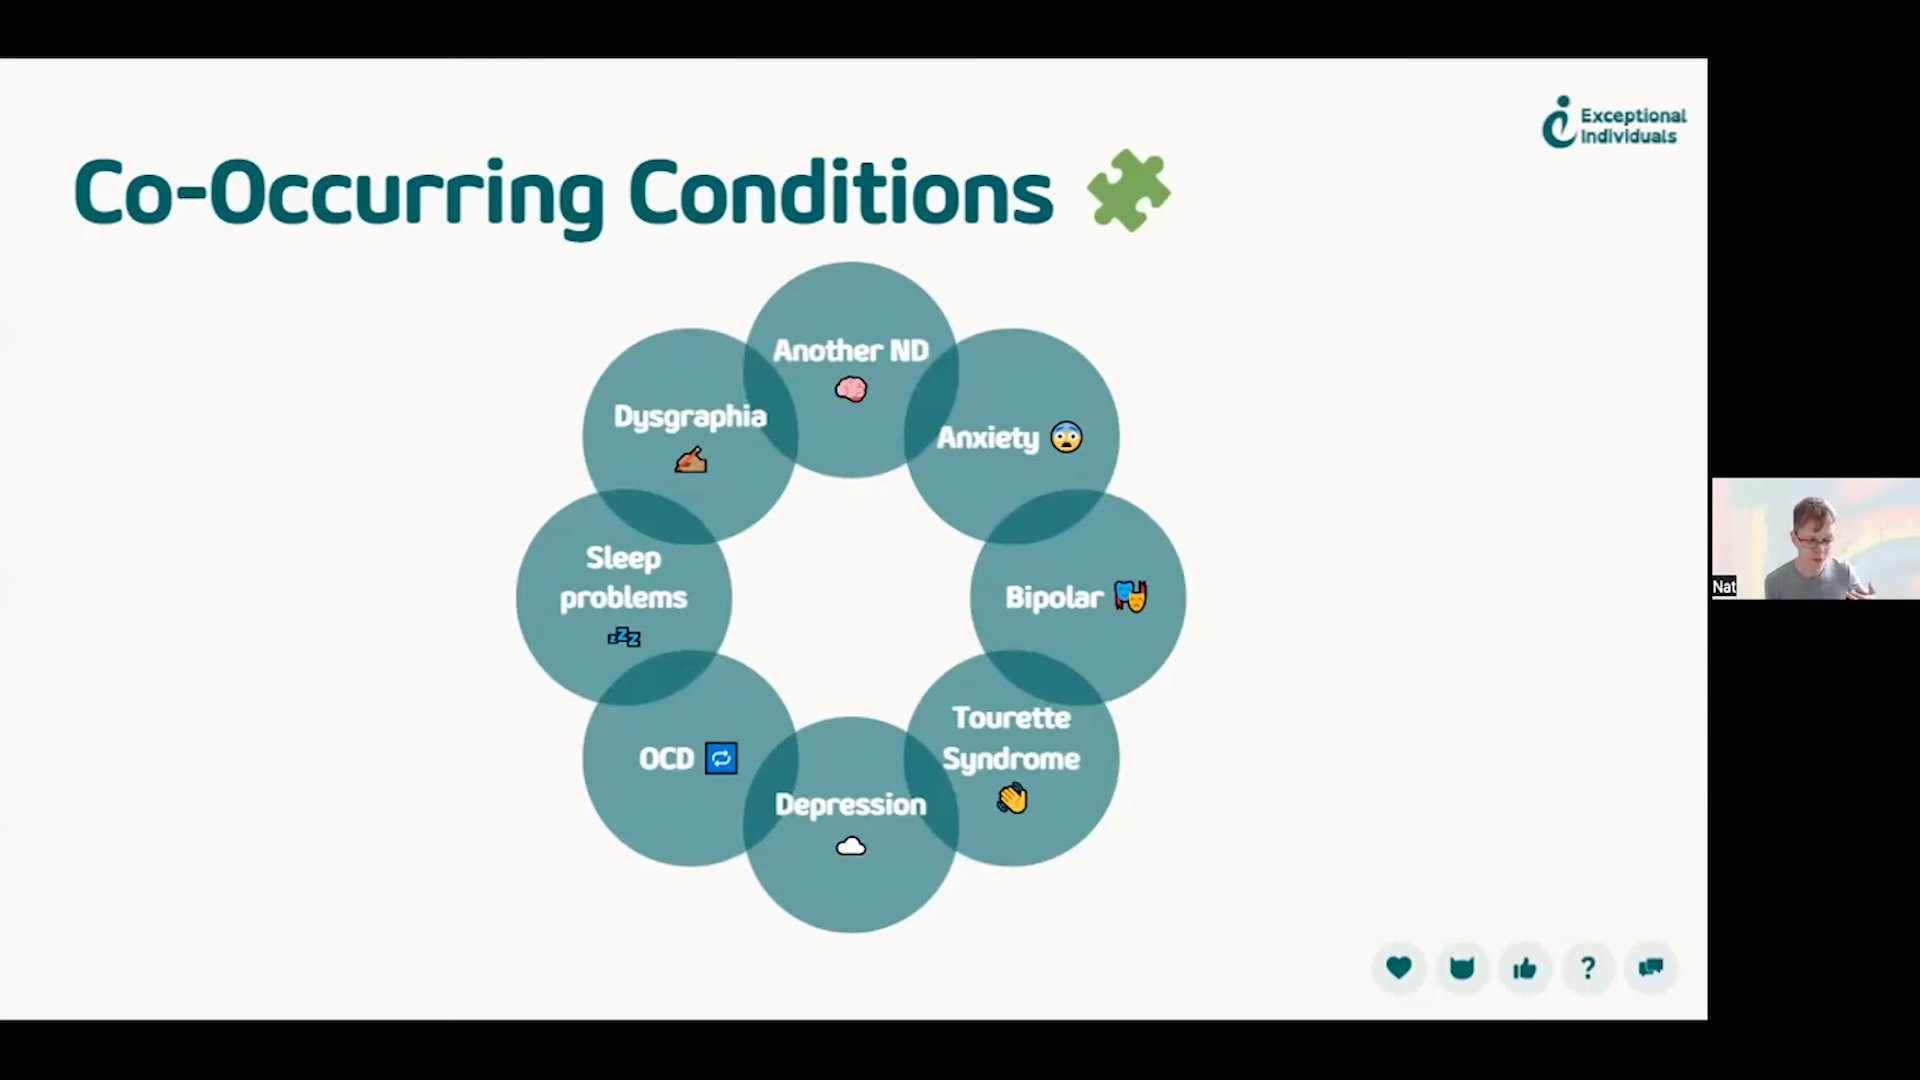 Exceptional
Individuals
Co-Occurring Conditions
Another ND
Dysgraphia
Anxiety
Sleep
problems
Bipolar
Tourette
Syndrome
OCD
Depression
?
Nat